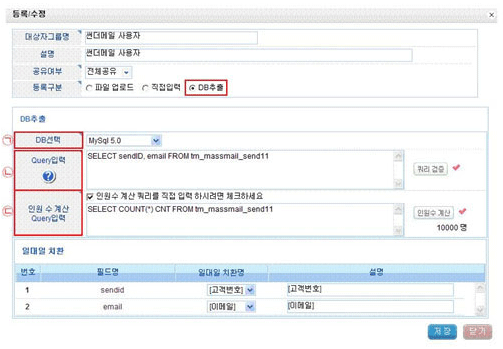 등록/수정
대상자그룹명 썬더메일 사용자
설명 썬더메일 사용자
공유여부 전체공유
등록구분 파일 업로드 직접입력 DB추출
DB추출
㉠ DB선택 MySql 5.0
㉡ Query입력 SELECT sendID, email FROM tm_massmail_send11 쿼리 검증
?
인원수 계산 쿼리를 직접 입력 하시려면 체크하세요
㉢ 인원 수 계산 SELECT COUNT(*) CNT FROM tm_massmail_send11 인원수 계산
Query입력 10000 명
일대일 치환
번호 필드명 일대일 치환명 설명
1 sendid [고객번호] [고객번호]
2 email [이메일] [이메일]
저장 닫기